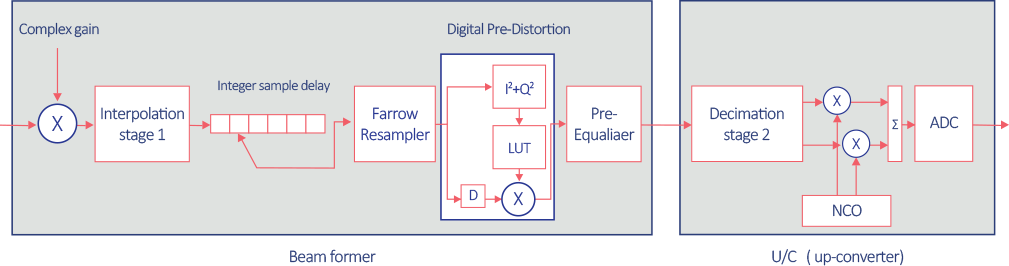 Complex gain
Digital Pre-Distortion
Integer sample delay
X
Interpolation
stage 1
Farrow
Resampler
I²+Q²
LUT
D
X
Pre-
Equaliaer
Decimation
stage 2
X
X
Σ
ADC
NCO
Beam former
U/C ( up-converter)